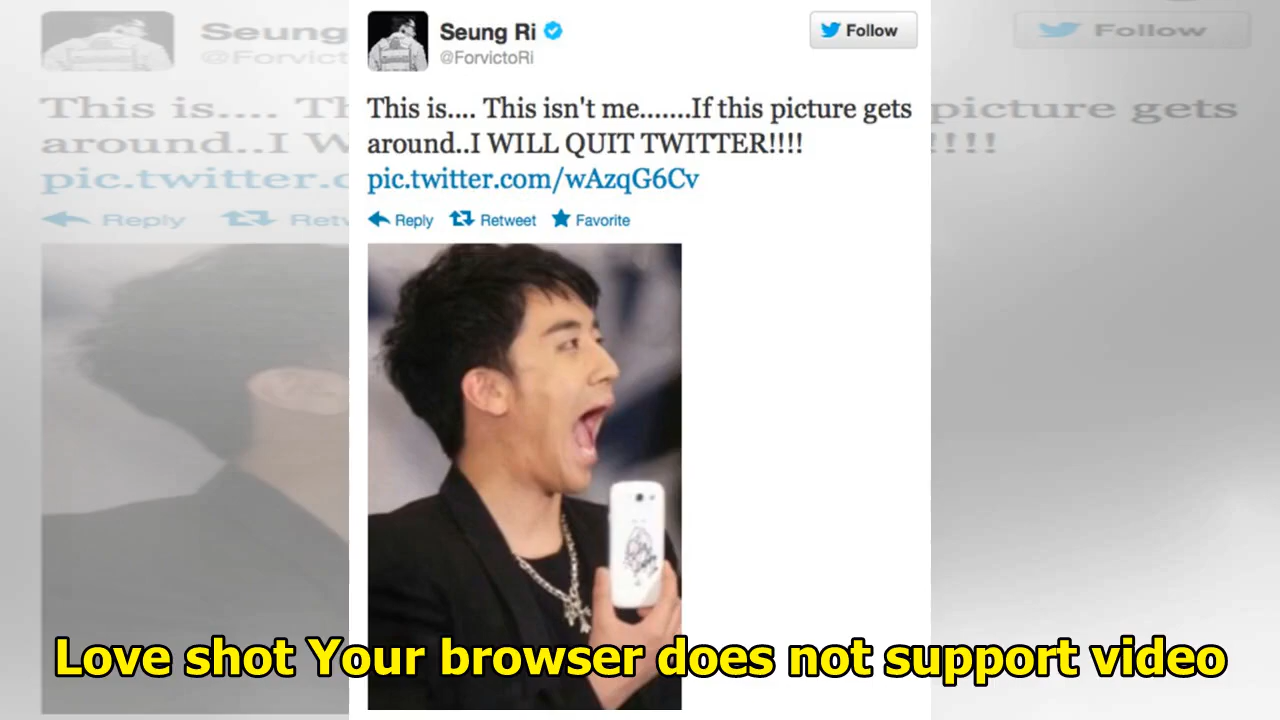 Seung Ri
@ForvictoRi
Follow
This is.... This isn't me.......If this picture gets
around..I WILL QUIT TWITTER!!!!
pic.twitter.com/wAzqG6Cv
Reply Retweet Favorite
Love shot Your browser does not support video